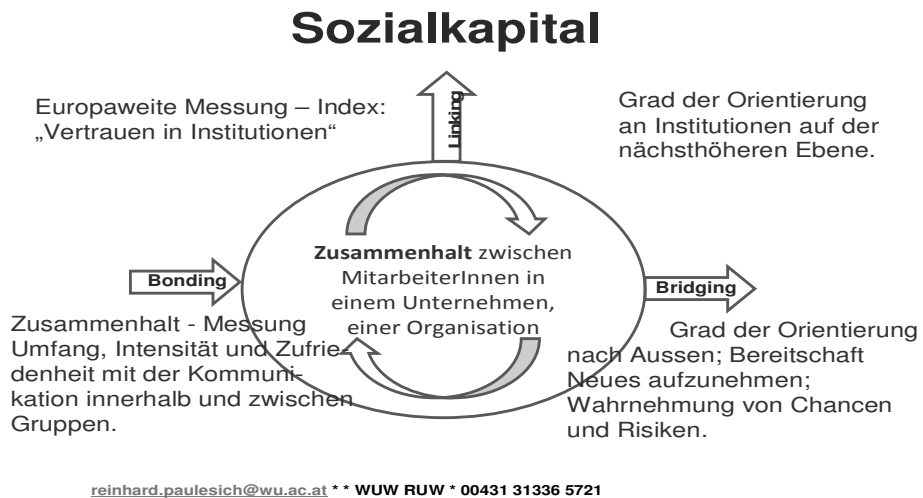 Sozialkapital
Europaweite Messung – Index:
„Vertrauen in Institutionen“
Linking
Grad der Orientierung
an Institutionen auf der
nächsthöheren Ebene.
Zusammenhalt zwischen
MitarbeiterInnen in
einem Unternehmen,
einer Organisation
Bonding
Bridging
Zusammenhalt - Messung
Umfang, Intensität und Zufrie-
denheit mit der Kommuni-
kation innerhalb und zwischen
Gruppen.
Grad der Orientierung
nach Aussen; Bereitschaft
Neues aufzunehmen;
Wahrnehmung von Chancen
und Risiken.
reinhard.paulesich@wu.ac.at * * WUW RUW * 00431 31336 5721